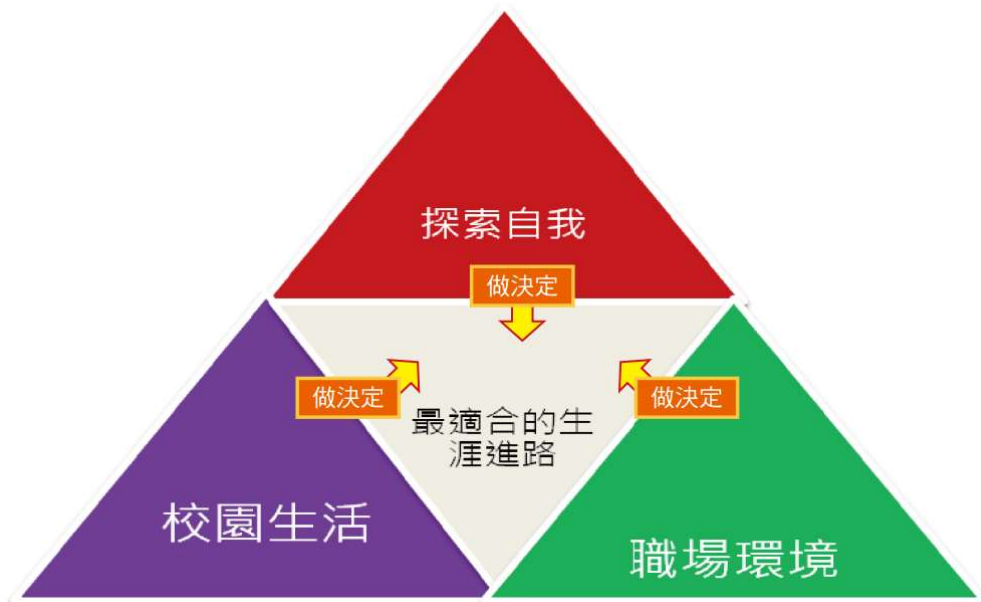 探索自我
做決定
做決定
做決定
最適合的生
涯進路
校園生活
職場環境